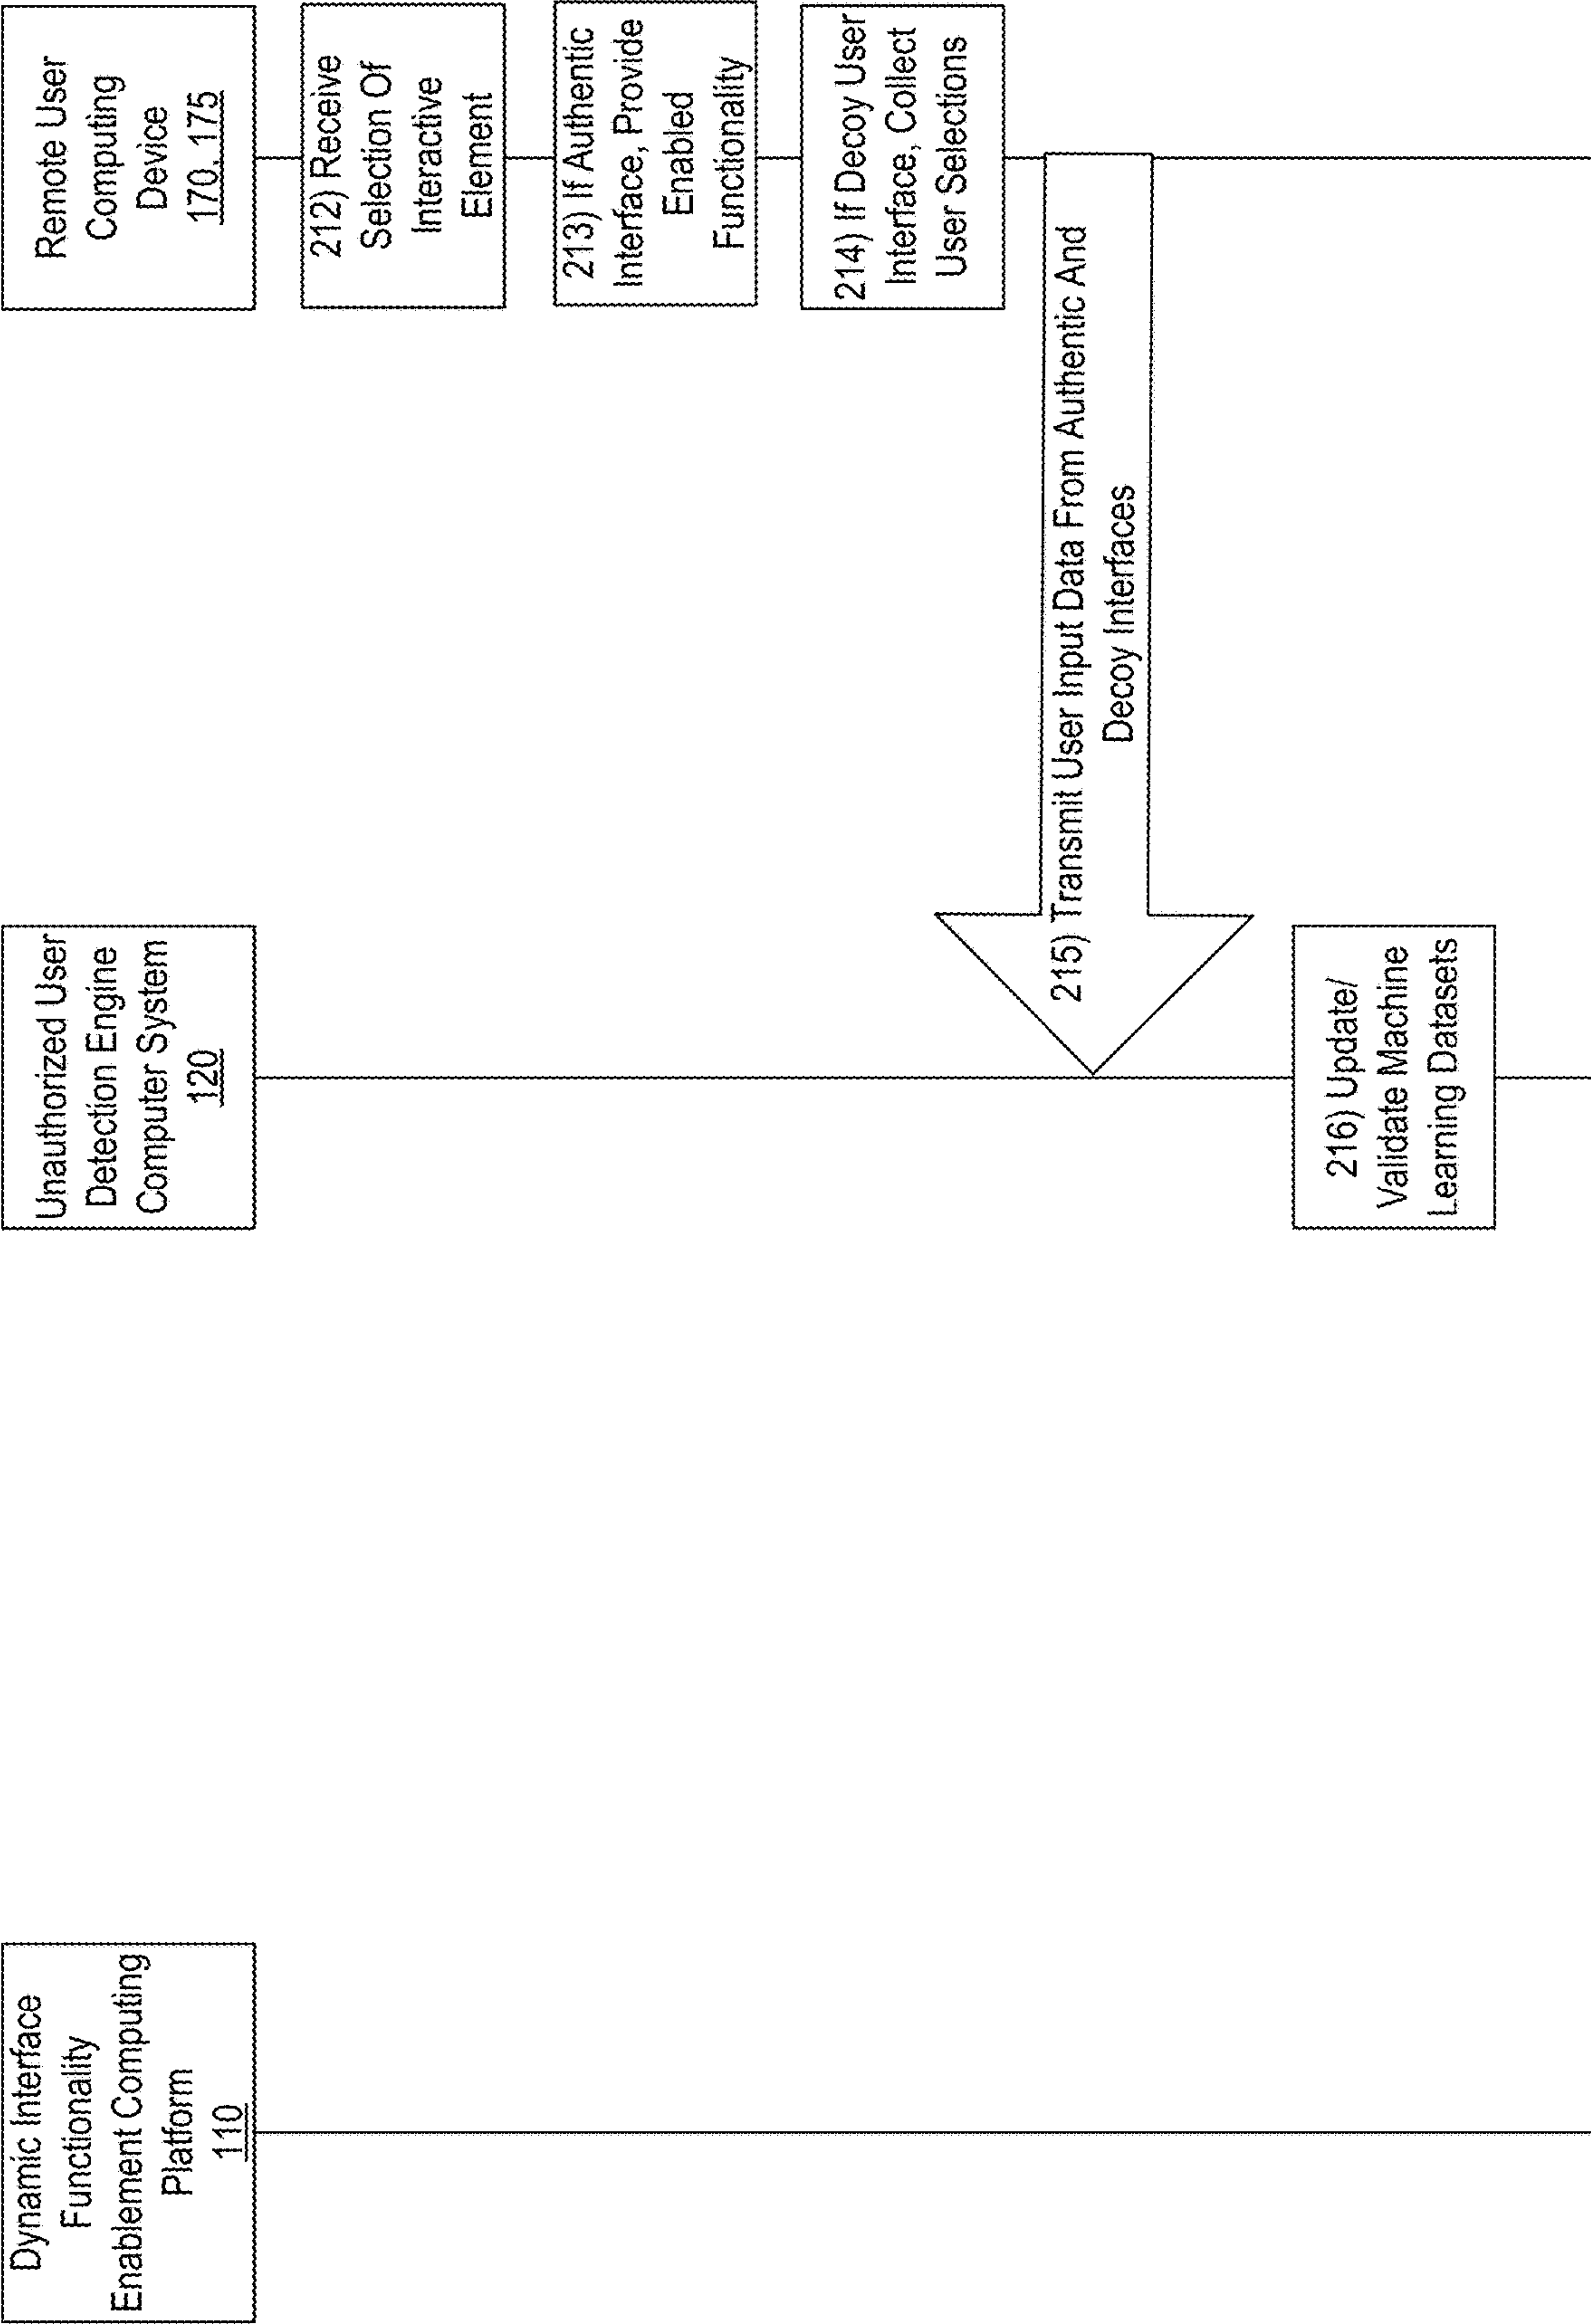 Dynamic Interface
Functionality
Enablement Computing
Platform
110
Unauthorized User
Detection Engine
Computer System
120
Remote User
Computing
Device
170, 175
212) Receive
Selection Of
Interactive
Element
213) If Authentic
Interface, Provide
Enabled
Functionality
214) If Decoy User
Interface, Collect
User Selections
215) Transmit User Input Data From Authentic And
Decoy Interfaces
216) Update/
Validate Machine
Learning Datasets